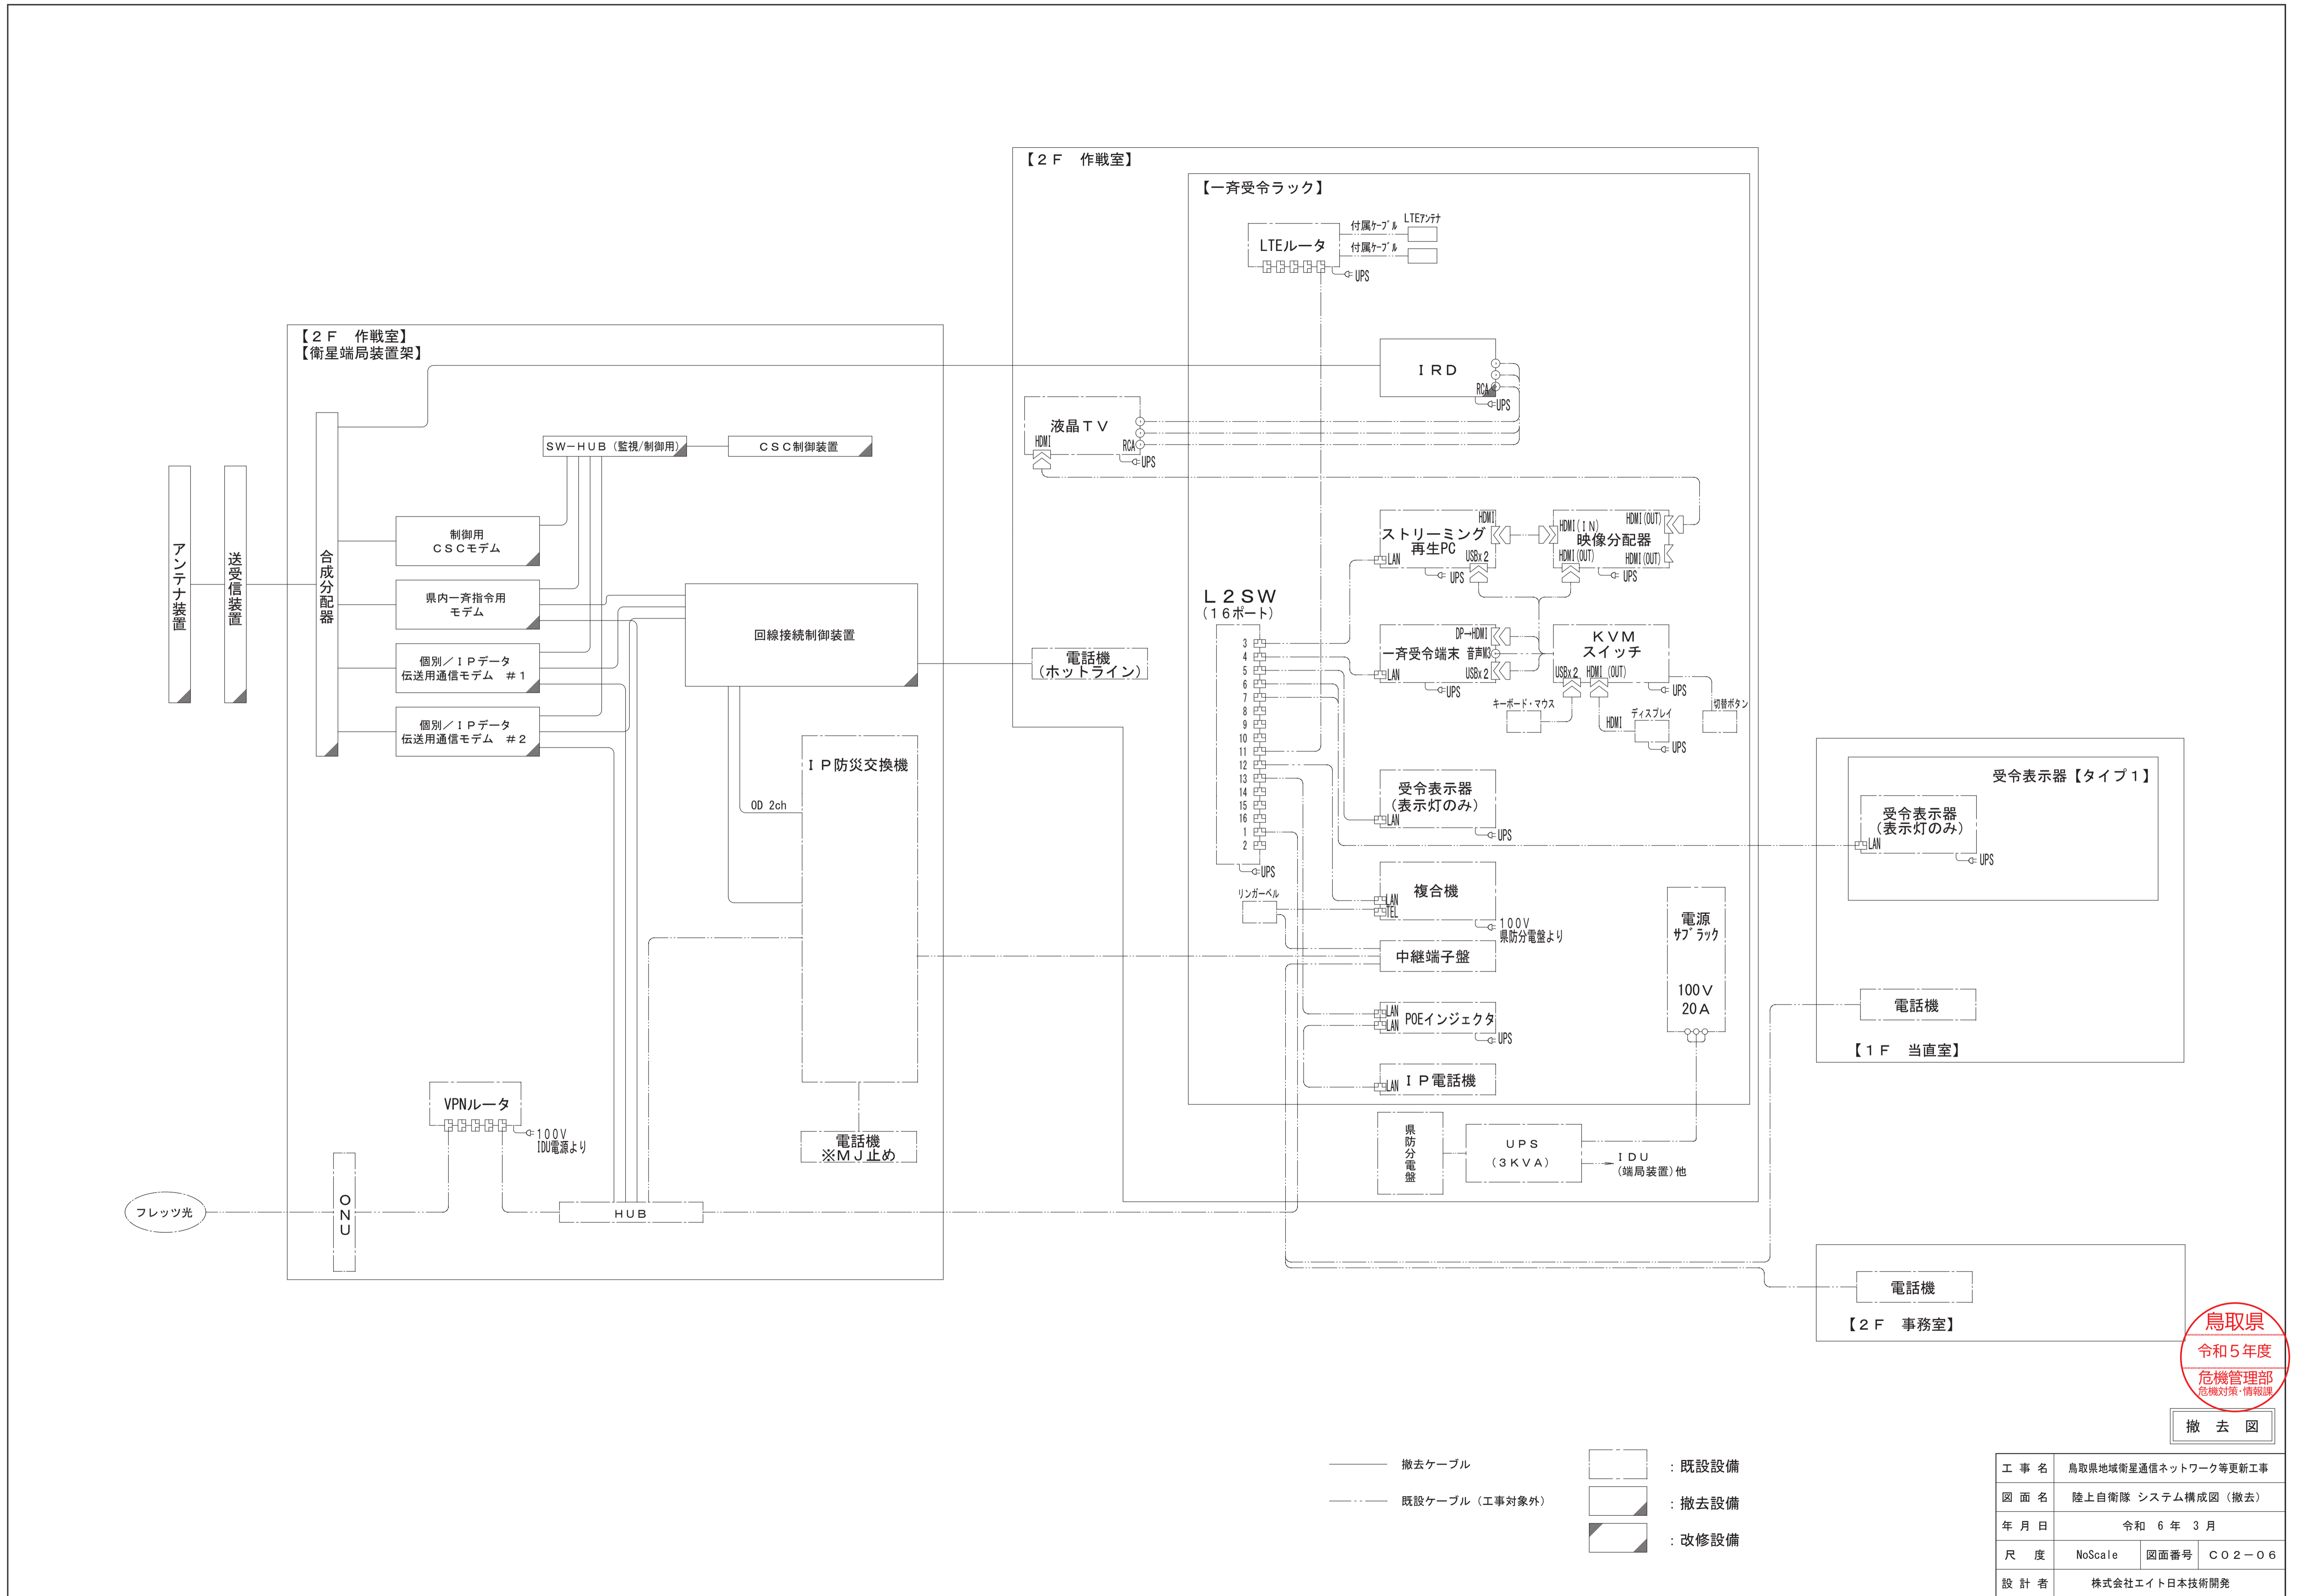 【２Ｆ　作戦室】
【一斉受令ラック】
LTEルータ
付属ｹｰﾌﾞﾙ
LTEｱﾝﾃﾅ
付属ｹｰﾌﾞﾙ
UPS
【２Ｆ　作戦室】
【衛星端局装置架】
ＩＲＤ
RCA
UPS
液晶ＴＶ
HDMI
RCA
UPS
SW－ＨＵＢ（監視/制御用）
ＣＳＣ制御装置
アンテナ装置
送受信装置
合成分配器
制御用
ＣＳＣモデム
県内一斉指令用
モデム
個別／ＩＰデータ
伝送用通信モデム　＃１
個別／ＩＰデータ
伝送用通信モデム　＃２
回線接続制御装置
電話機
（ホットライン）
ＩＰ防災交換機
OD 2ch
電話機
※ＭＪ止め
VPNルータ
100V
IDU電源より
ＯＮＵ
フレッツ光
ＨＵＢ
ストリーミング
再生PC
HDMI
LAN
USBx2
UPS
HDMI(IN)
HDMI(OUT)
映像分配器
HDMI(OUT)
HDMI(OUT)
UPS
Ｌ２ＳＷ
（１６ポート）
3
4
5
6
7
8
9
10
11
12
13
14
15
16
1
2
UPS
DP→HDMI
一斉受令端末
音声M3
LAN
USBx2
UPS
ＫＶＭ
スイッチ
USBx2
HDMI (OUT)
UPS
キーボード・マウス
HDMI
ディスプレイ
UPS
切替ボタン
受令表示器
（表示灯のみ）
LAN
UPS
リンガーベル
複合機
LAN
TEL
100V
県防分電盤より
中継端子盤
LAN
LAN
POEインジェクタ
UPS
LAN
ＩＰ電話機
電源
ｻﾌﾞﾗｯｸ
100Ｖ
20Ａ
県防分電盤
ＵＰＳ
（３ＫＶＡ）
ＩＤＵ
（端局装置）他
受令表示器【タイプ１】
受令表示器
（表示灯のみ）
LAN
UPS
電話機
【１Ｆ　当直室】
電話機
【２Ｆ　事務室】
鳥取県
令和５年度
危機管理部
危機対策・情報課
撤　去　図
撤去ケーブル
既設ケーブル（工事対象外）
：既設設備
：撤去設備
：改修設備
工　事　名　鳥取県地域衛星通信ネットワーク等更新工事
図　面　名　陸上自衛隊 システム構成図（撤去）
年　月　日　令和　6 年　3 月
尺　度　NoScale　図面番号　Ｃ０２－０６
設　計　者　株式会社エイト日本技術開発